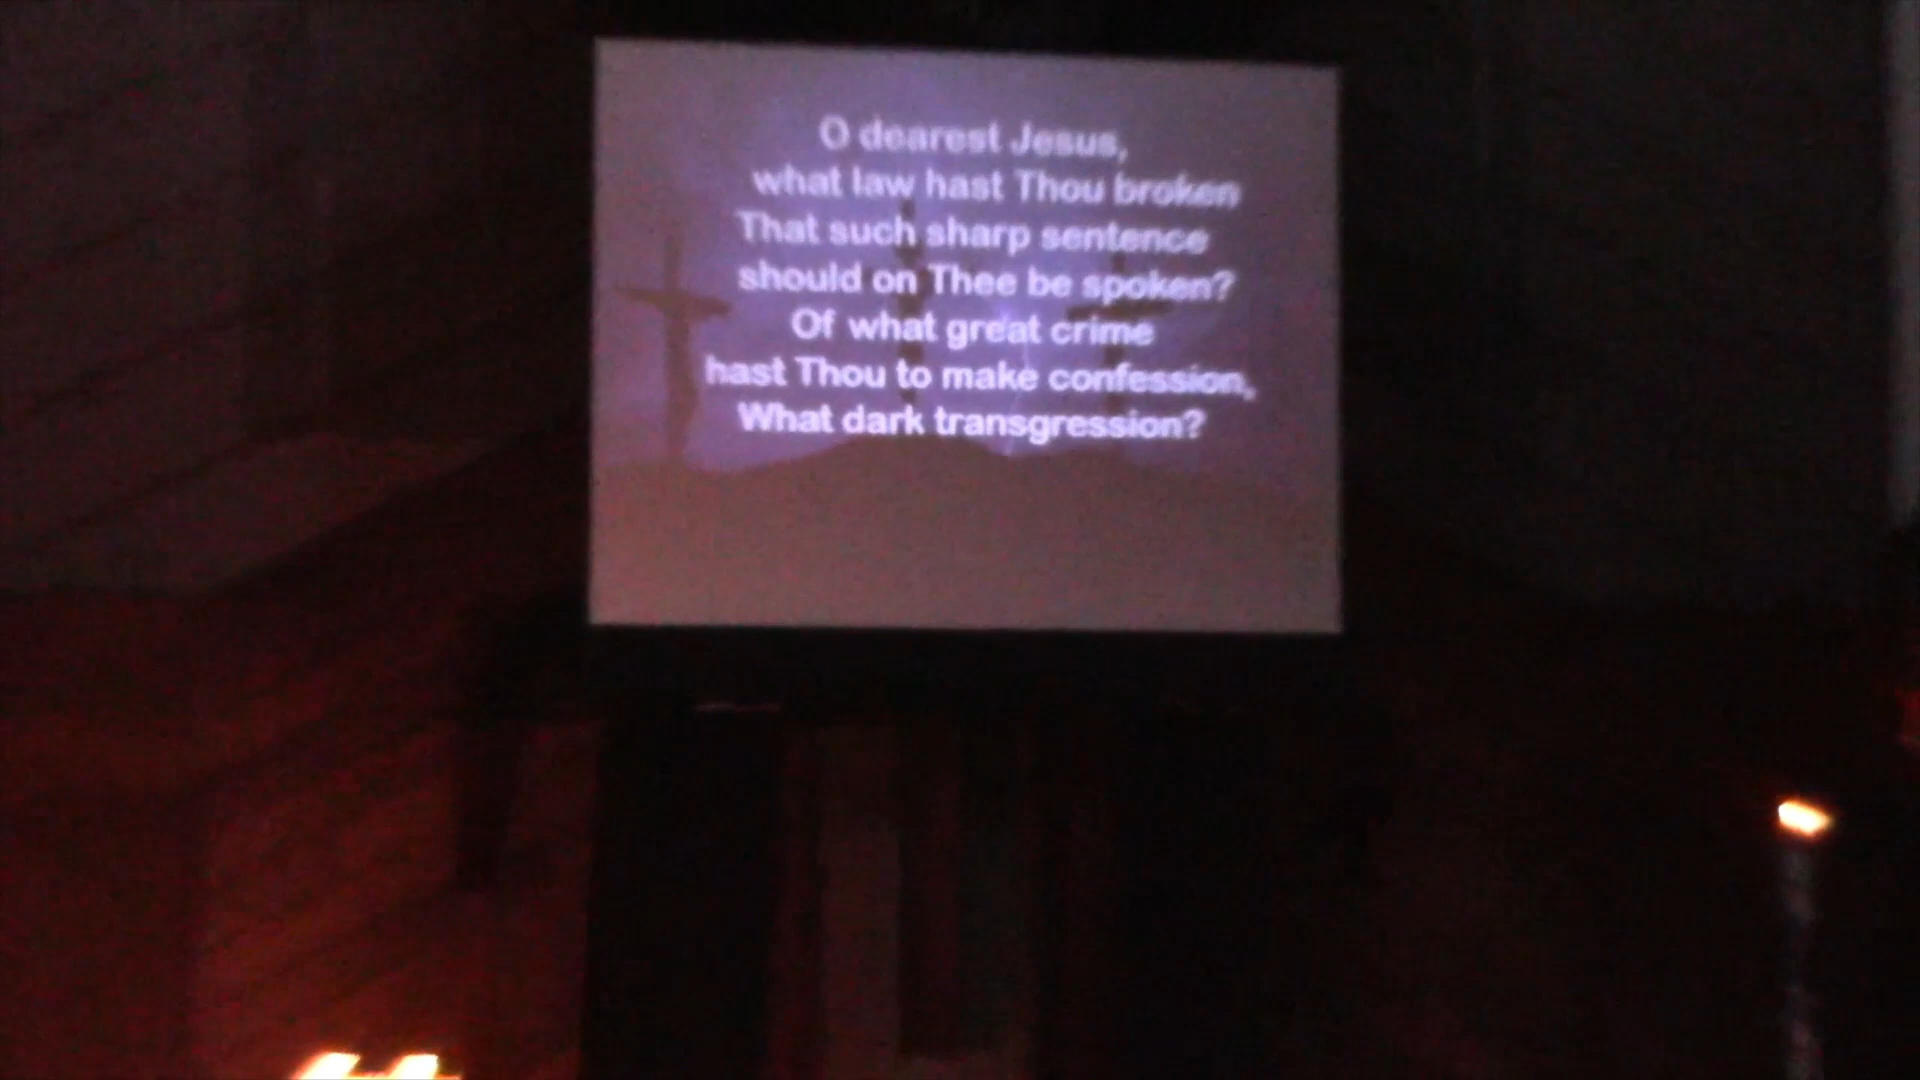 O dearest Jesus,
what law hast Thou broken
That such sharp sentence
should on Thee be spoken?
Of what great crime
hast Thou to make confession,
What dark transgression?